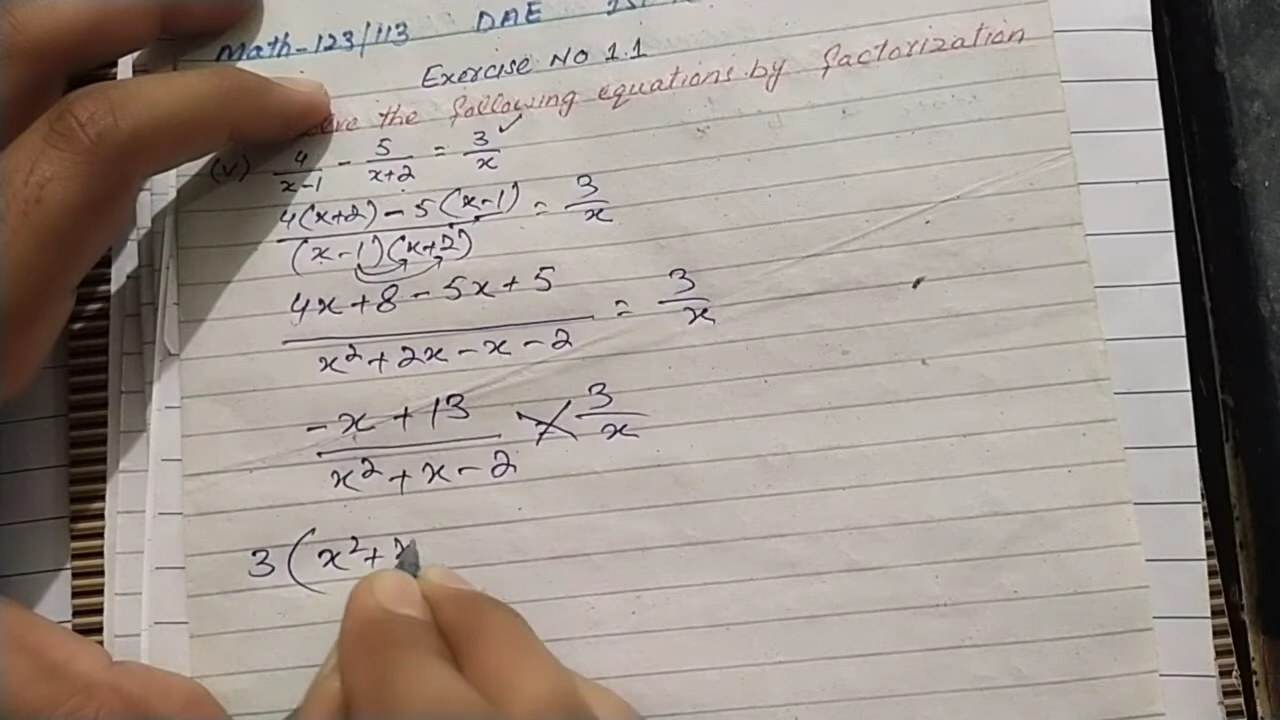 Math-123/113 DAE
Exercise No 1.1
the following equations by factorization
(v) 4/(x-1) - 5/(x+2) = 3/x ✓
(4(x+2) - 5(x-1))/((x-1)(x+2)) = 3/x
(4x+8-5x+5)/(x²+2x-x-2) = 3/x
(-x+13)/(x²+x-2) = 3/x
3(x²+x